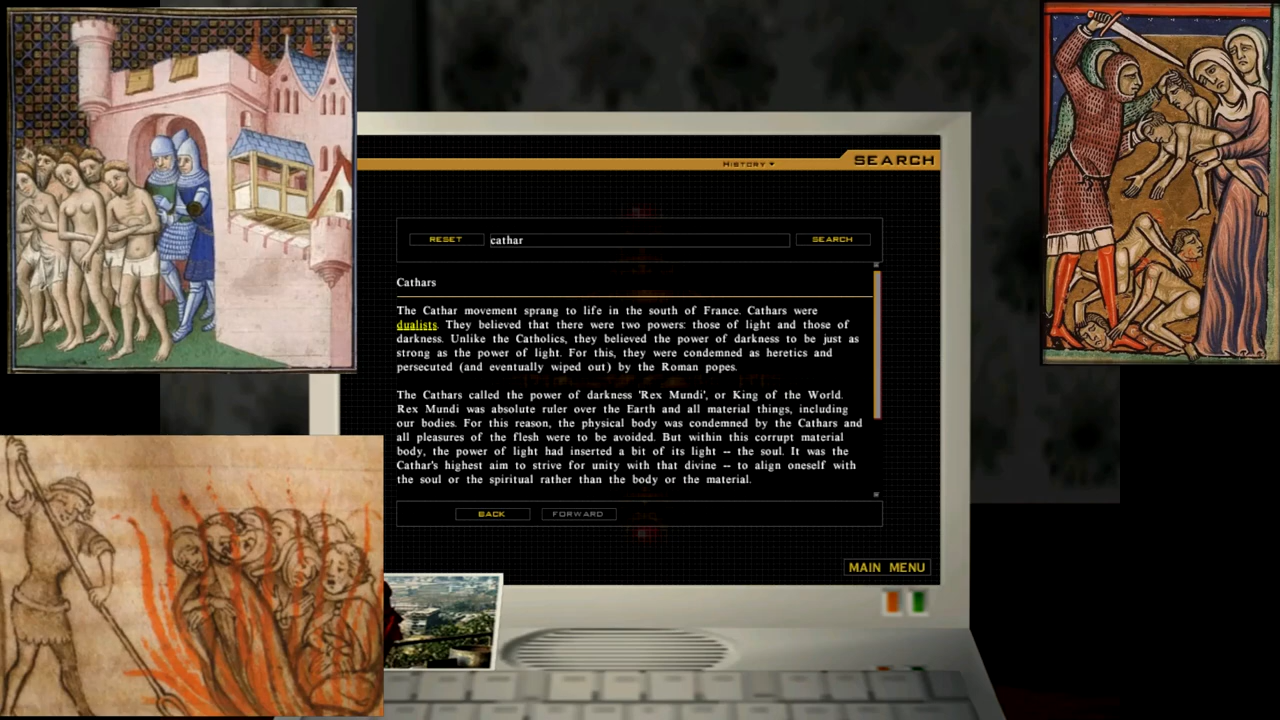 HISTORY
SEARCH
RESET
cathar
SEARCH
Cathars
The Cathar movement sprang to life in the south of France. Cathars were
dualists. They believed that there were two powers: those of light and those of
darkness. Unlike the Catholics, they believed the power of darkness to be just as
strong as the power of light. For this, they were condemned as heretics and
persecuted (and eventually wiped out) by the Roman popes.
The Cathars called the power of darkness 'Rex Mundi', or King of the World.
Rex Mundi was absolute ruler over the Earth and all material things, including
our bodies. For this reason, the physical body was condemned by the Cathars and
all pleasures of the flesh were to be avoided. But within this corrupt material
body, the power of light had inserted a bit of its light -- the soul. It was the
Cathar's highest aim to strive for unity with that divine -- to align oneself with
the soul or the spiritual rather than the body or the material.
BACK
FORWARD
MAIN MENU